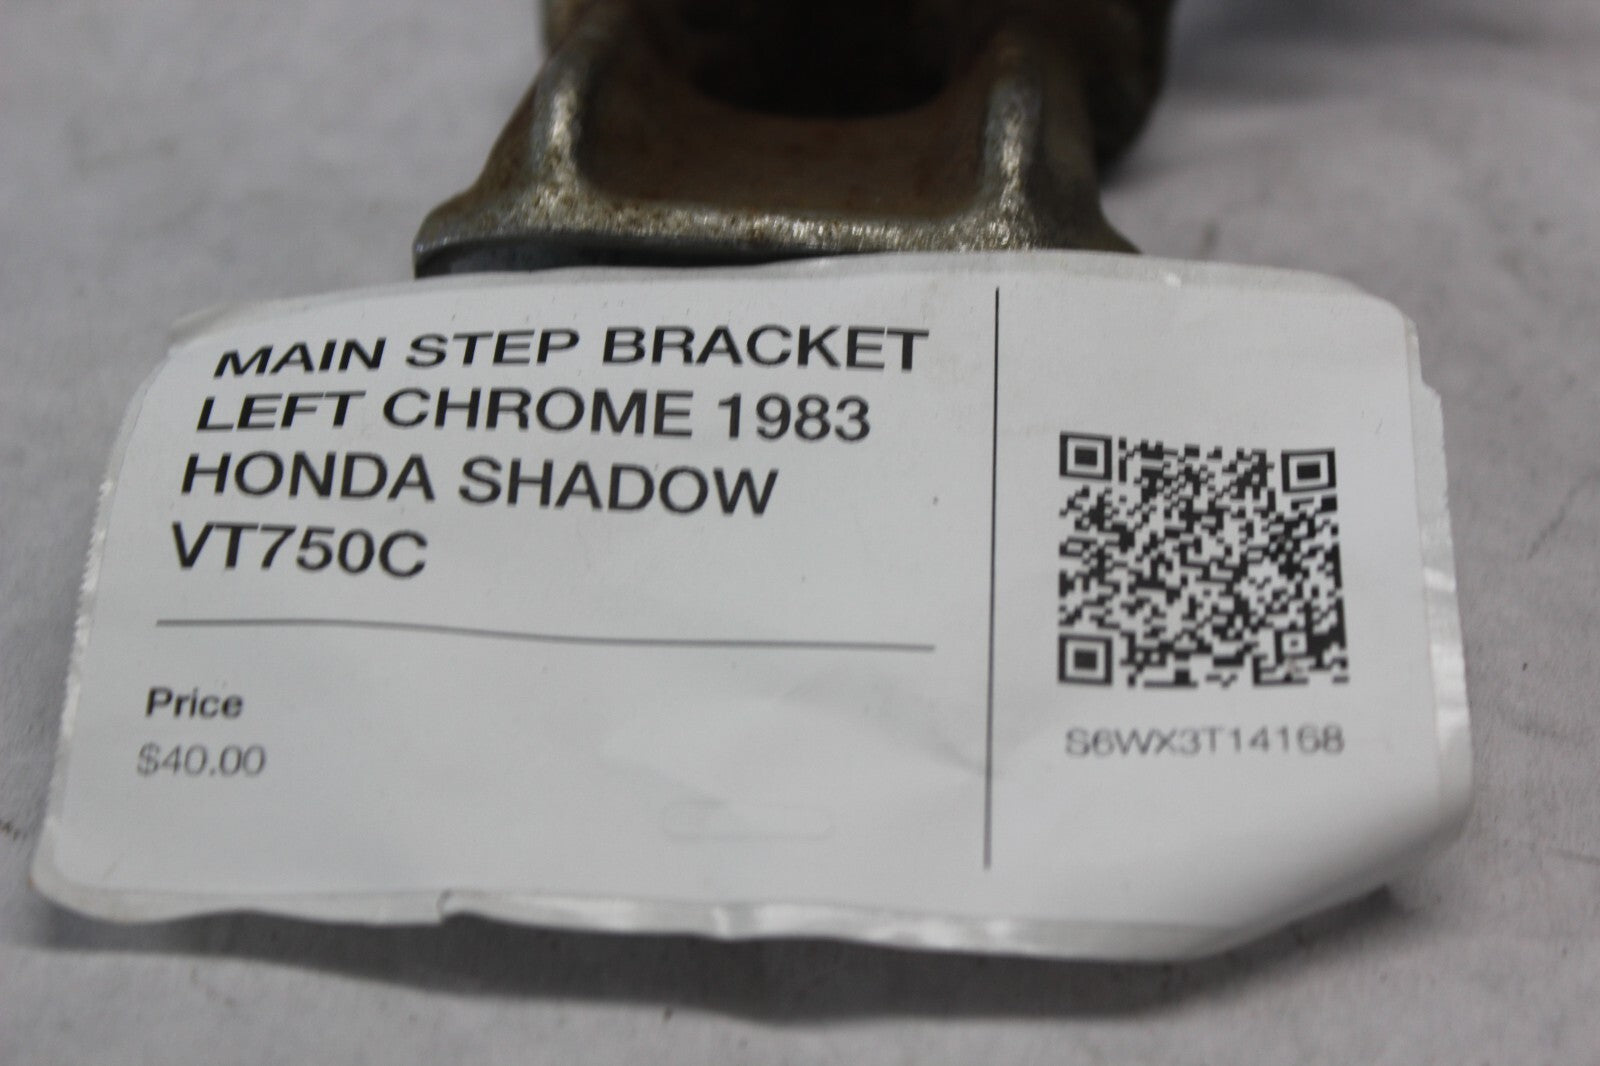 MAIN STEP BRACKET
LEFT CHROME 1983
HONDA SHADOW
VT750C
Price
$40.00
S6WX3T14168